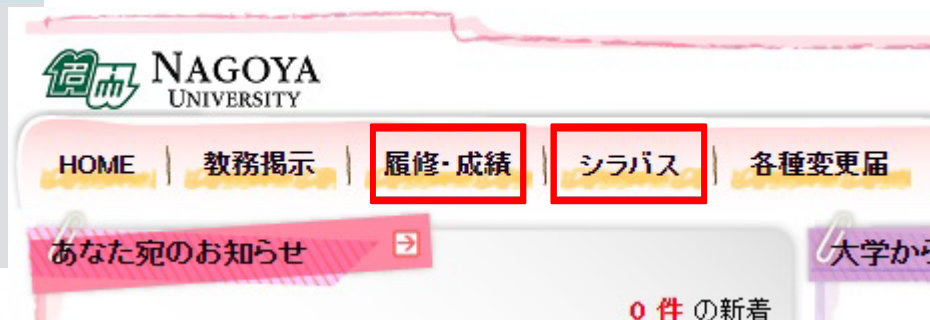 名大 NAGOYA
UNIVERSITY
HOME 教務掲示 履修・成績 シラバス 各種変更届
あなた宛のお知らせ 大学から
0 件 の新着